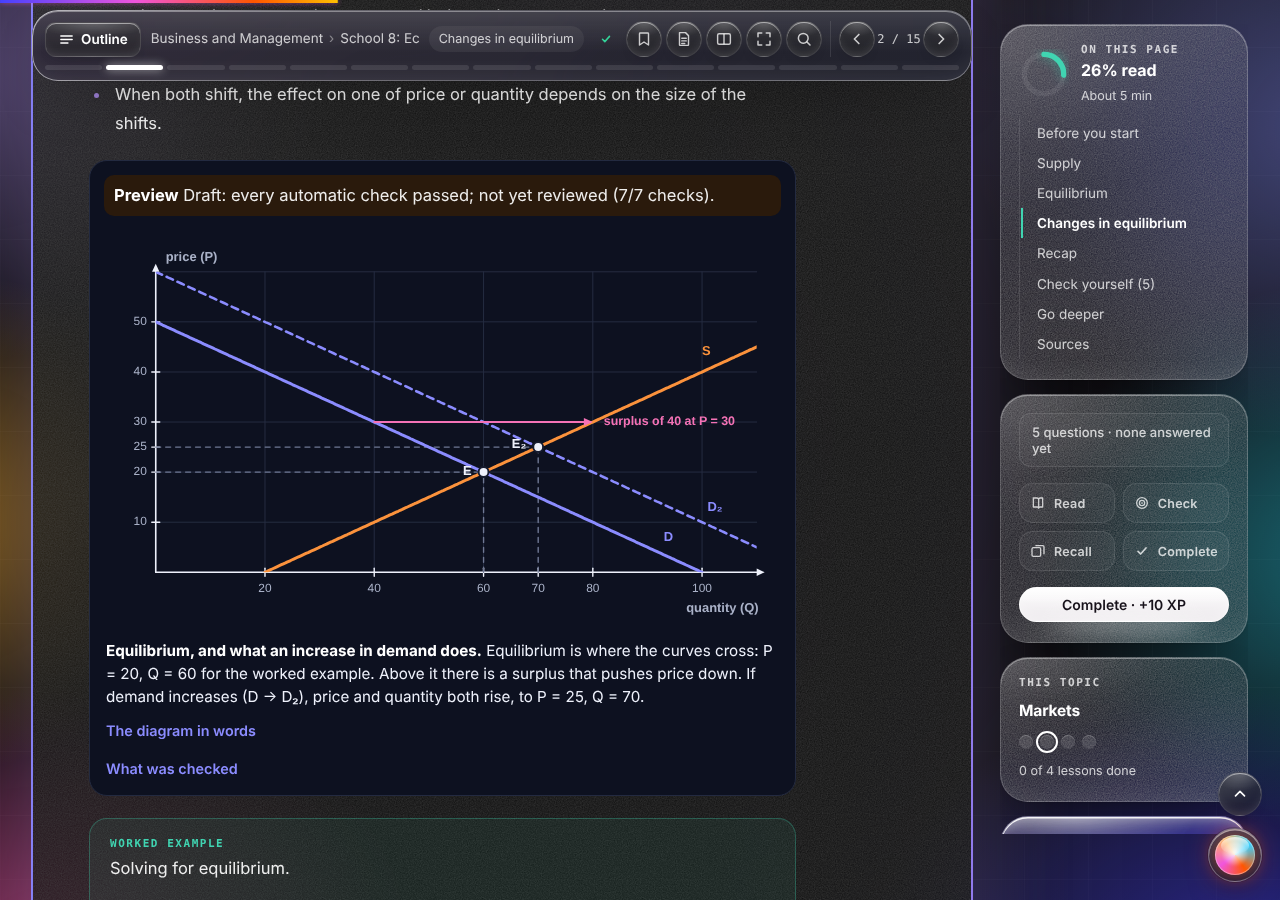 Outline
Business and Management › School 8: Ec
Changes in equilibrium
2 / 15
When both shift, the effect on one of price or quantity depends on the size of the
shifts.
Preview Draft: every automatic check passed; not yet reviewed (7/7 checks).
price (P)
50
40
30
25
20
10
S
surplus of 40 at P = 30
E₂
E
D₂
D
20
40
60
70
80
100
quantity (Q)
Equilibrium, and what an increase in demand does. Equilibrium is where the curves cross: P
= 20, Q = 60 for the worked example. Above it there is a surplus that pushes price down. If
demand increases (D → D₂), price and quantity both rise, to P = 25, Q = 70.
The diagram in words
What was checked
WORKED EXAMPLE
Solving for equilibrium.
ON THIS PAGE
26% read
About 5 min
Before you start
Supply
Equilibrium
Changes in equilibrium
Recap
Check yourself (5)
Go deeper
Sources
5 questions · none answered
yet
Read
Check
Recall
Complete
Complete · +10 XP
THIS TOPIC
Markets
0 of 4 lessons done